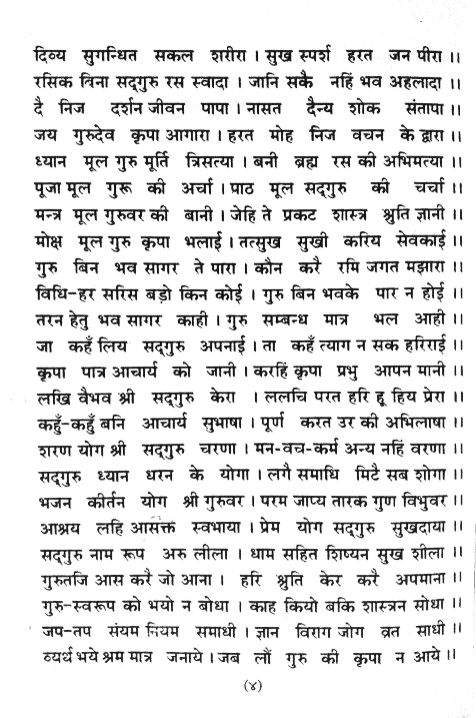 दिव्य सुगन्धित सकल शरीरा । सुख स्पर्श हरत जन पीरा ।।
रसिक विना सद्‌गुरु रस स्वादा । जानि सकै नहिं भव अहलादा ।।
दै निज दर्शन जीवन पापा । नासत दैन्य शोक संतापा ।।
जय गुरुदेव कृपा आगारा । हरत मोह निज वचन के द्वारा ।।
ध्यान मूल गुरु मूर्ति त्रिसत्या । बनी ब्रह्म रस की अभिमत्या ।।
पूजा मूल गुरू की अर्चा । पाठ मूल सद्‌गुरु की चर्चा ।।
मन्त्र मूल गुरुवर की बानी । जेहि ते प्रकट शास्त्र श्रुति ज्ञानी ।।
मोक्ष मूल गुरु कृपा भलाई । तत्सुख सुखी करिय सेवकाई ।।
गुरु बिन भव सागर ते पारा । कौन करै रमि जगत मझारा ।।
विधि-हर सरिस बड़ो किन कोई । गुरु बिन भवके पार न होई ।।
तरन हेतु भव सागर काही । गुरु सम्बन्ध मात्र भल आही ।।
जा कहँ लिय सद्‌गुरु अपनाई । ता कहँ त्याग न सक हरिराई ।।
कृपा पात्र आचार्य को जानी । करहिं कृपा प्रभु आपन मानी ।।
लखि वैभव श्री सद्‌गुरु केरा । ललचि परत हरि हू हिय प्रेरा ।।
कहुँ-कहुँ बनि आचार्य सुभाषा । पूर्ण करत उर की अभिलाषा ।।
शरण योग श्री सद्‌गुरु चरणा । मन-वच-कर्म अन्य नहिं वरणा ।।
सद्‌गुरु ध्यान धरन के योगा । लगै समाधि मिटै सब शोगा ।।
भजन कीर्तन योग श्री गुरुवर । परम जाप्य तारक गुण विभुवर ।।
आश्रय लहि आसक्त स्वभाया । प्रेम योग सद्‌गुरु सुखदाया ।।
सद्‌गुरु नाम रूप अरु लीला । धाम सहित शिष्यन सुख शीला ।।
गुरुतजि आस करै जो आना । हरि श्रुति केर करै अपमाना ।।
गुरु-स्वरूप को भयो न बोधा । काह कियो बकि शास्त्रन सोधा ।।
जप-तप संयम नियम समाधी । ज्ञान विराग जोग व्रत साधी ।।
व्यर्थ भये श्रम मात्र जनाये । जब लौं गुरु की कृपा न आये ।।
(४)